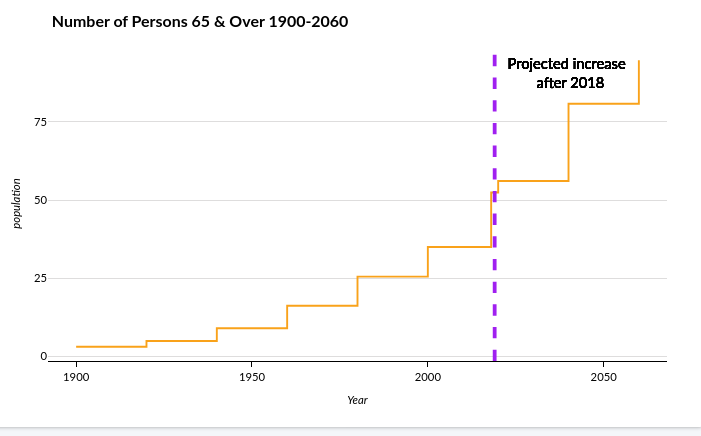 Number of Persons 65 & Over 1900-2060
Projected increase
after 2018
75
50
25
0
population
1900
1950
2000
2050
Year